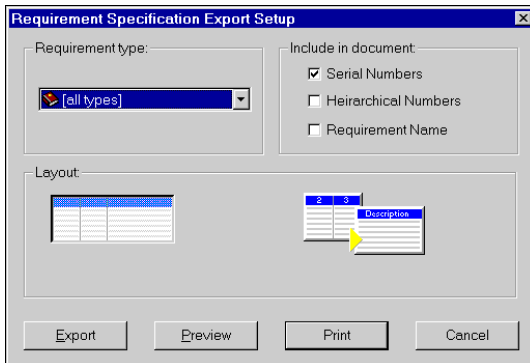 Requirement Specification Export Setup
Requirement type:
[all types]
Include in document:
Serial Numbers
Heirarchical Numbers
Requirement Name
Layout:
2 3
Description
Export Preview Print Cancel